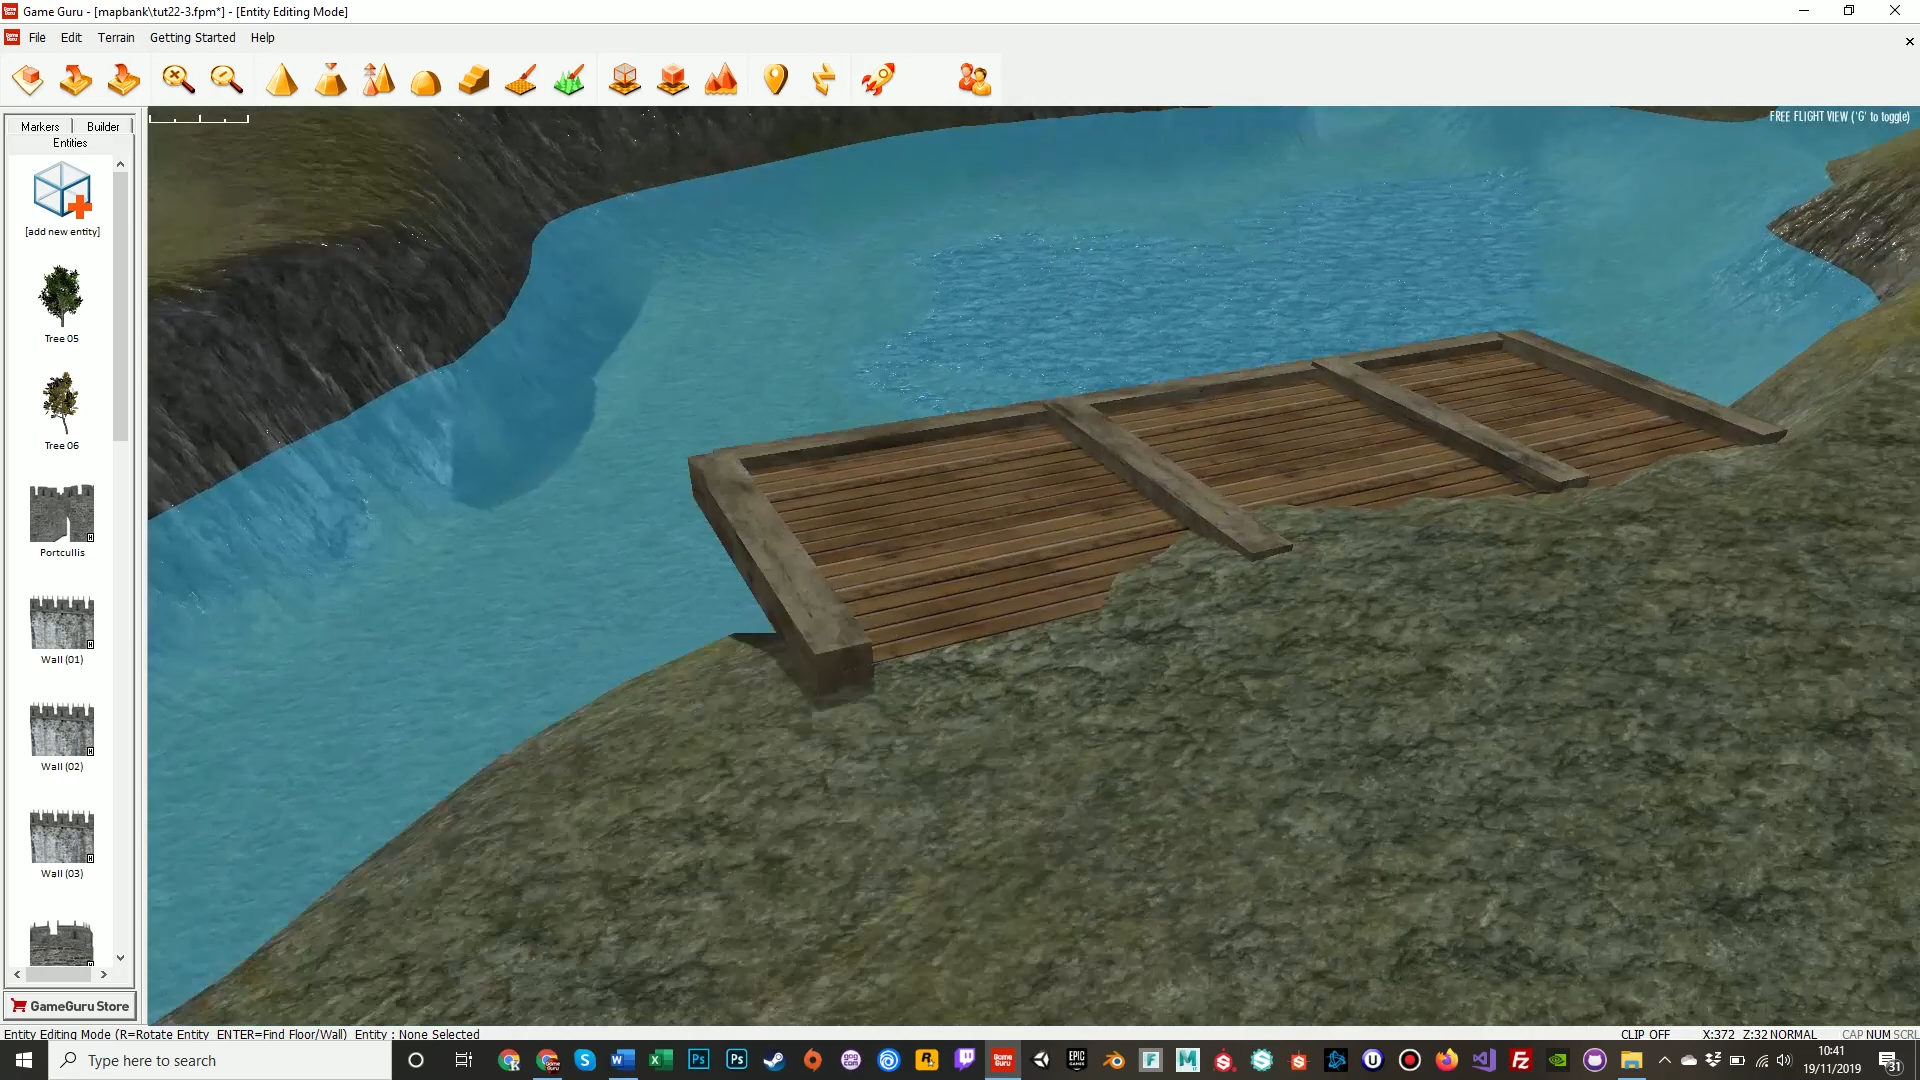 Game Guru - [mapbank\tut22-3.fpm*] - [Entity Editing Mode]
File Edit Terrain Getting Started Help
FREE FLIGHT VIEW ('G' to toggle)
Markers Builder
Entities
[add new entity]
Tree 05
Tree 06
Portcullis
Wall (01)
Wall (02)
Wall (03)
GameGuru Store
Entity Editing Mode (R=Rotate Entity ENTER=Find Floor/Wall) Entity : None Selected
CLIP OFF X:372 Z:32 NORMAL CAP NUM SCRL
Type here to search
10:41
19/11/2019
31